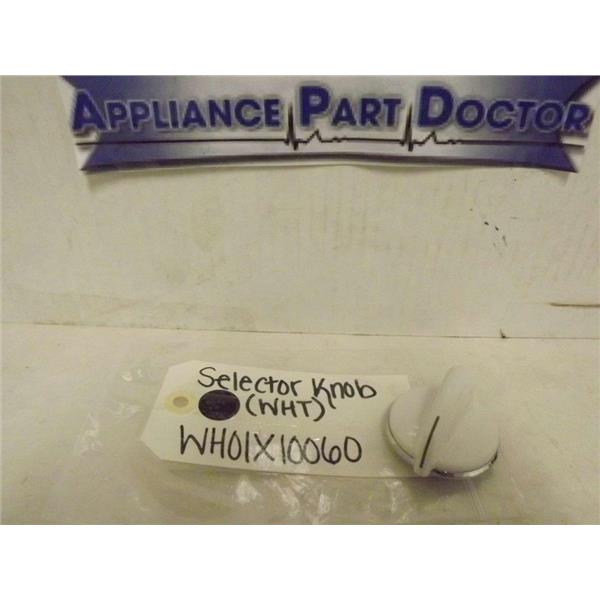 APPLIANCE PART DOCTOR
Selector Knob
(WHT)
WH01X10060